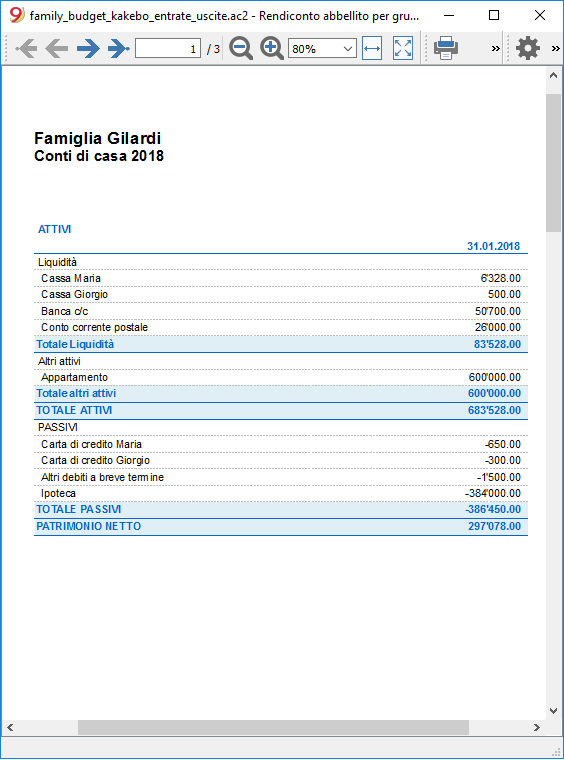 family_budget_kakebo_entrate_uscite.ac2 - Rendiconto abbellito per gru...
1 / 3 80% » »
Famiglia Gilardi
Conti di casa 2018
ATTIVI
31.01.2018
Liquidità
Cassa Maria 6'328.00
Cassa Giorgio 500.00
Banca c/c 50'700.00
Conto corrente postale 26'000.00
Totale Liquidità 83'528.00
Altri attivi
Appartamento 600'000.00
Totale altri attivi 600'000.00
TOTALE ATTIVI 683'528.00
PASSIVI
Carta di credito Maria -650.00
Carta di credito Giorgio -300.00
Altri debiti a breve termine -1'500.00
Ipoteca -384'000.00
TOTALE PASSIVI -386'450.00
PATRIMONIO NETTO 297'078.00